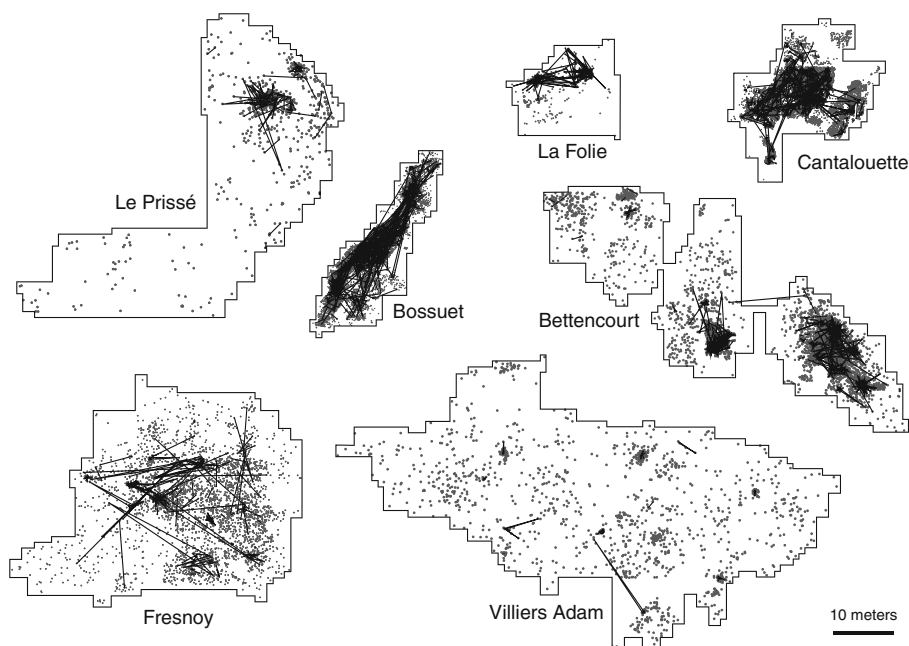 La Folie
Cantalouette
Le Prissé
Bossuet
Bettencourt
Fresnoy
Villiers Adam
10 meters